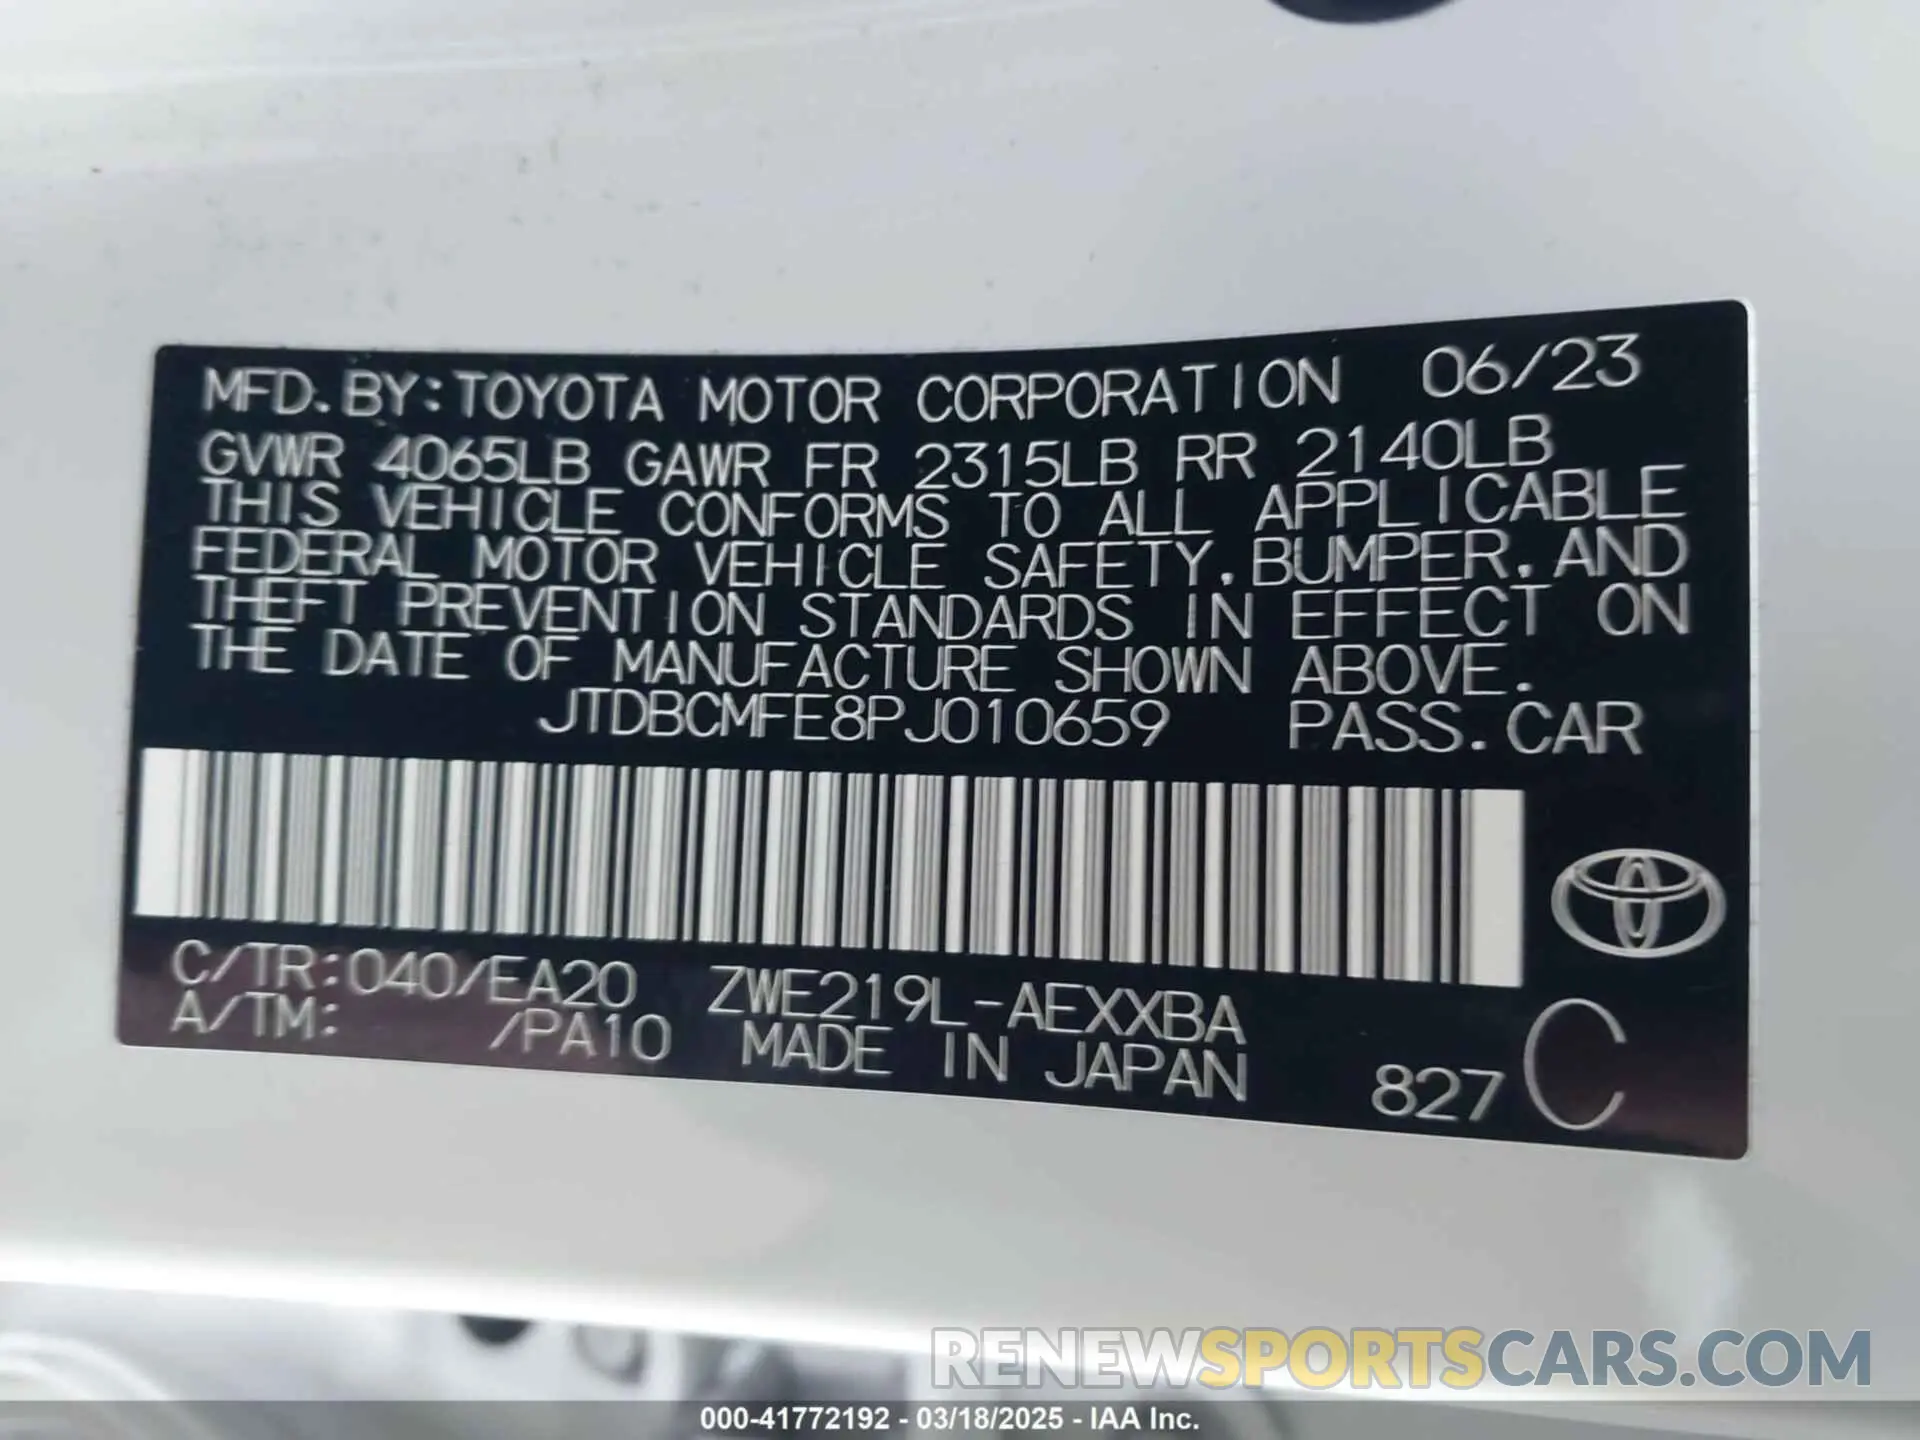 MFD. BY: TOYOTA MOTOR CORPORATION 06/23
GVWR 4065LB GAWR FR 2315LB RR 2140LB
THIS VEHICLE CONFORMS TO ALL APPLICABLE
FEDERAL MOTOR VEHICLE SAFETY, BUMPER, AND
THEFT PREVENTION STANDARDS IN EFFECT ON
THE DATE OF MANUFACTURE SHOWN ABOVE.
JTDBCMFE8PJ010659 PASS. CAR
C/TR: 040/EA20 ZWE219L-AEXXBA
A/TM: /PA10 MADE IN JAPAN 827 C
RENEWSPORTSCARS.COM
000-41772192 - 03/18/2025 - IAA Inc.